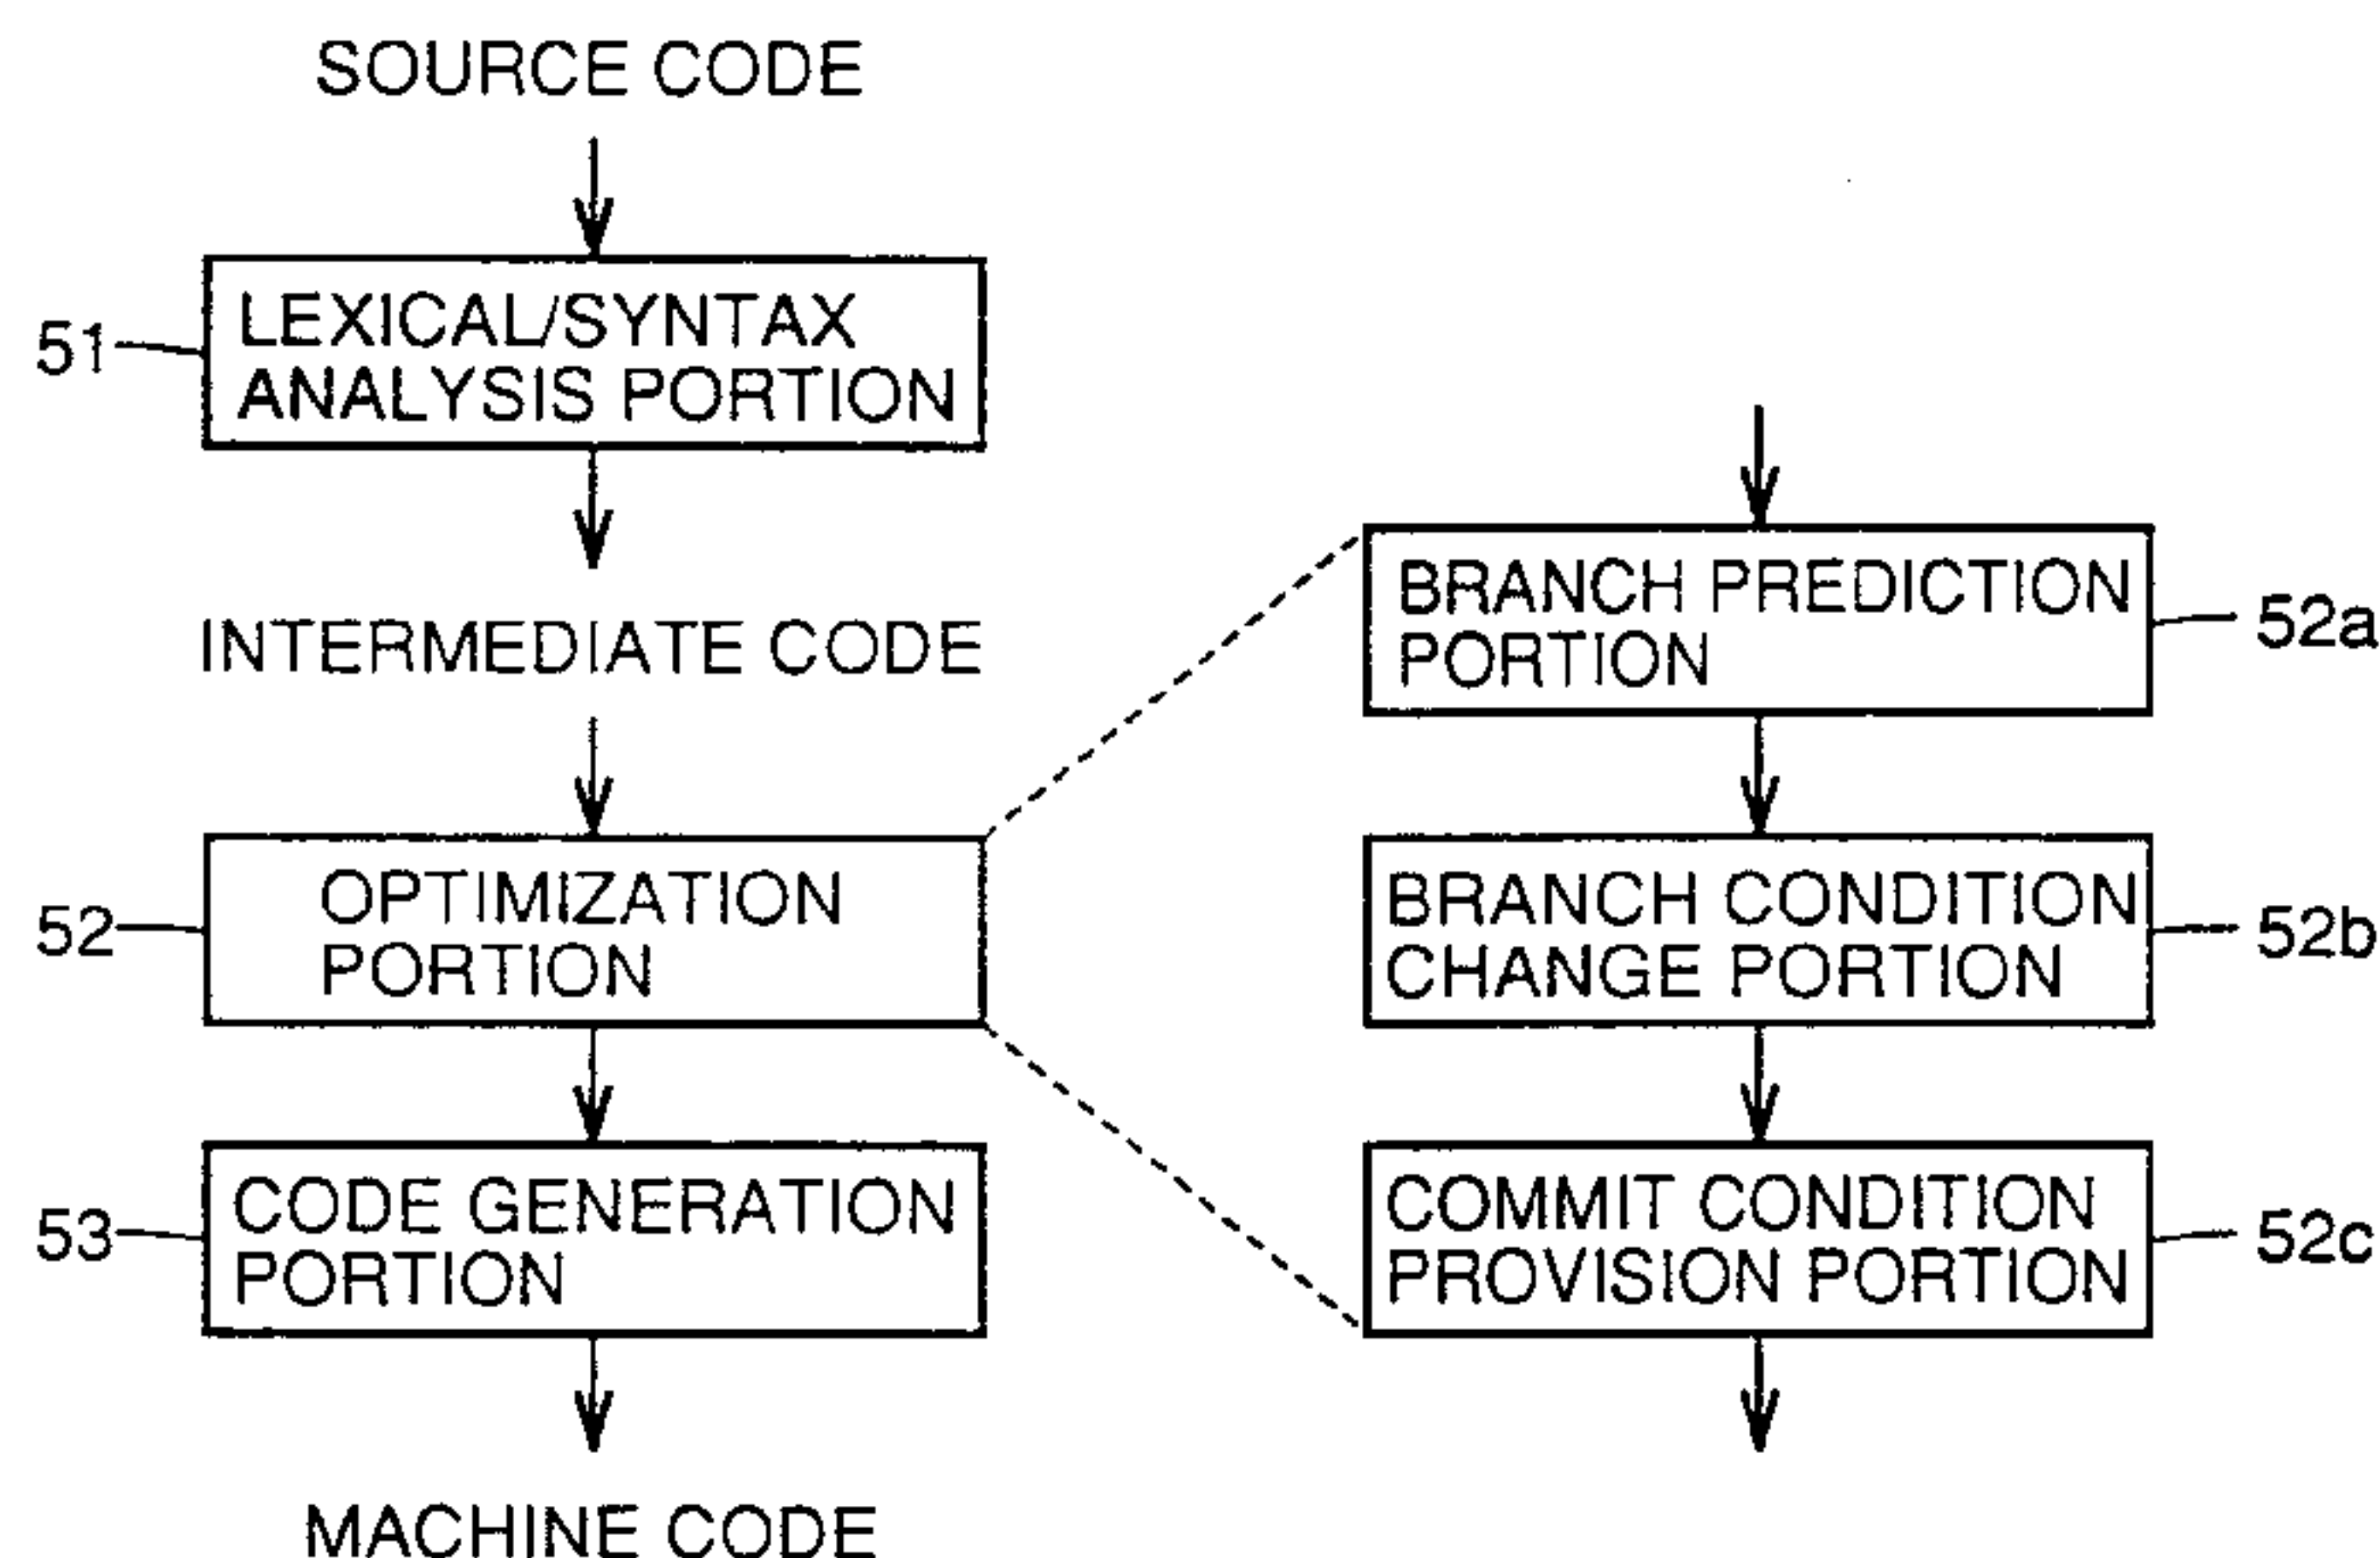 SOURCE CODE
51
LEXICAL/SYNTAX
ANALYSIS PORTION
INTERMEDIATE CODE
52
OPTIMIZATION
PORTION
53
CODE GENERATION
PORTION
MACHINE CODE
BRANCH PREDICTION
PORTION
52a
BRANCH CONDITION
CHANGE PORTION
52b
COMMIT CONDITION
PROVISION PORTION
52c